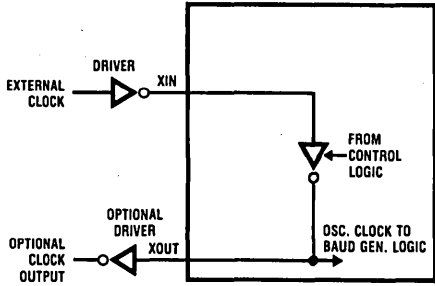 DRIVER
XIN
EXTERNAL
CLOCK
FROM
CONTROL
LOGIC
OPTIONAL
DRIVER
XOUT
OSC. CLOCK TO
BAUD GEN. LOGIC
OPTIONAL
CLOCK
OUTPUT